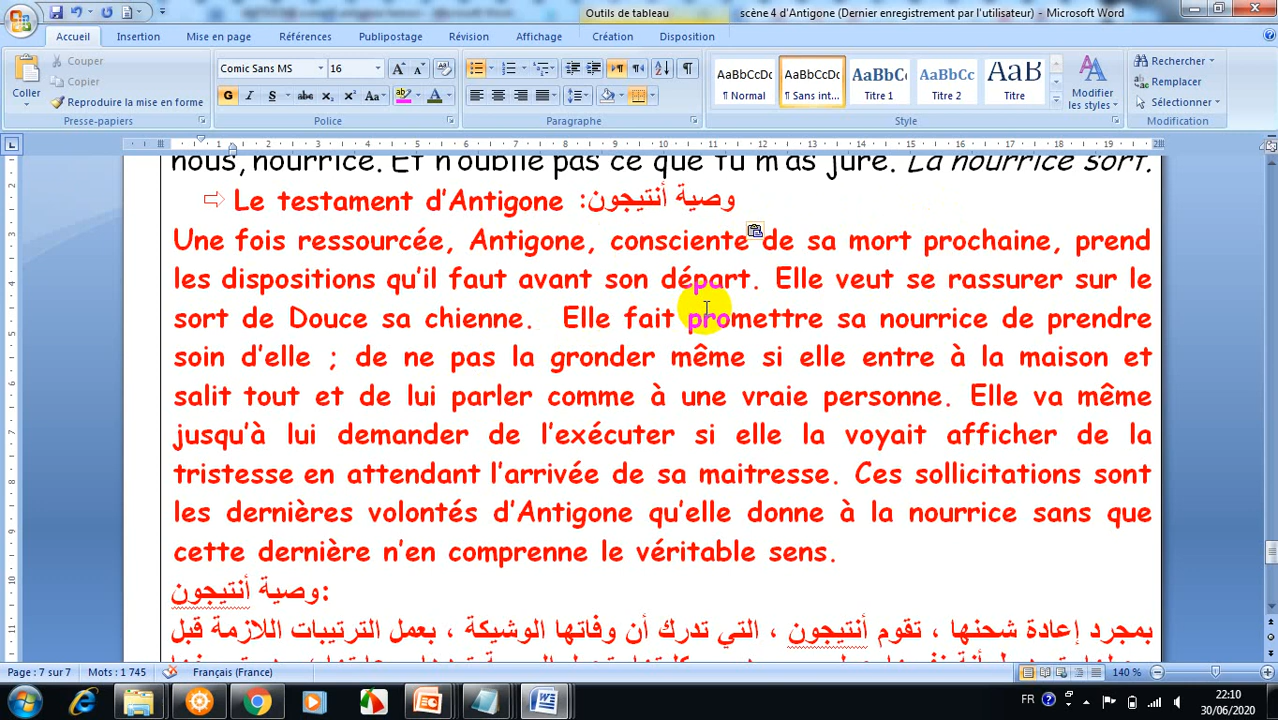 Outils de tableau
scène 4 d'Antigone (Dernier enregistrement par l'utilisateur) - Microsoft Word
Accueil Insertion Mise en page Références Publipostage Révision Affichage Création Disposition
Coller
Couper
Copier
Reproduire la mise en forme
Presse-papiers
Comic Sans MS 16
G I S abe x₂ x² Aa
Police
Paragraphe
AaBbCcDc AaBbCcDc AaBbC AaBbCc AaB
¶ Normal ¶ Sans int... Titre 1 Titre 2 Titre
Style
Modifier les styles
Rechercher
Remplacer
Sélectionner
Modification
nous, nourrice. Et n'oublie pas ce que tu m'as juré. La nourrice sort.
⇨ Le testament d'Antigone :وصية أنتيجون
Une fois ressourcée, Antigone, consciente de sa mort prochaine, prend
les dispositions qu'il faut avant son départ. Elle veut se rassurer sur le
sort de Douce sa chienne. Elle fait promettre sa nourrice de prendre
soin d'elle ; de ne pas la gronder même si elle entre à la maison et
salit tout et de lui parler comme à une vraie personne. Elle va même
jusqu'à lui demander de l'exécuter si elle la voyait afficher de la
tristesse en attendant l'arrivée de sa maitresse. Ces sollicitations sont
les dernières volontés d'Antigone qu'elle donne à la nourrice sans que
cette dernière n'en comprenne le véritable sens.
وصية أنتيجون:
بمجرد إعادة شحنها ، تقوم أنتيجون ، التي تدرك أن وفاتها الوشيكة ، بعمل الترتيبات اللازمة قبل
Page : 7 sur 7 Mots : 1 745 Français (France) 140 %
FR 22:10
30/06/2020